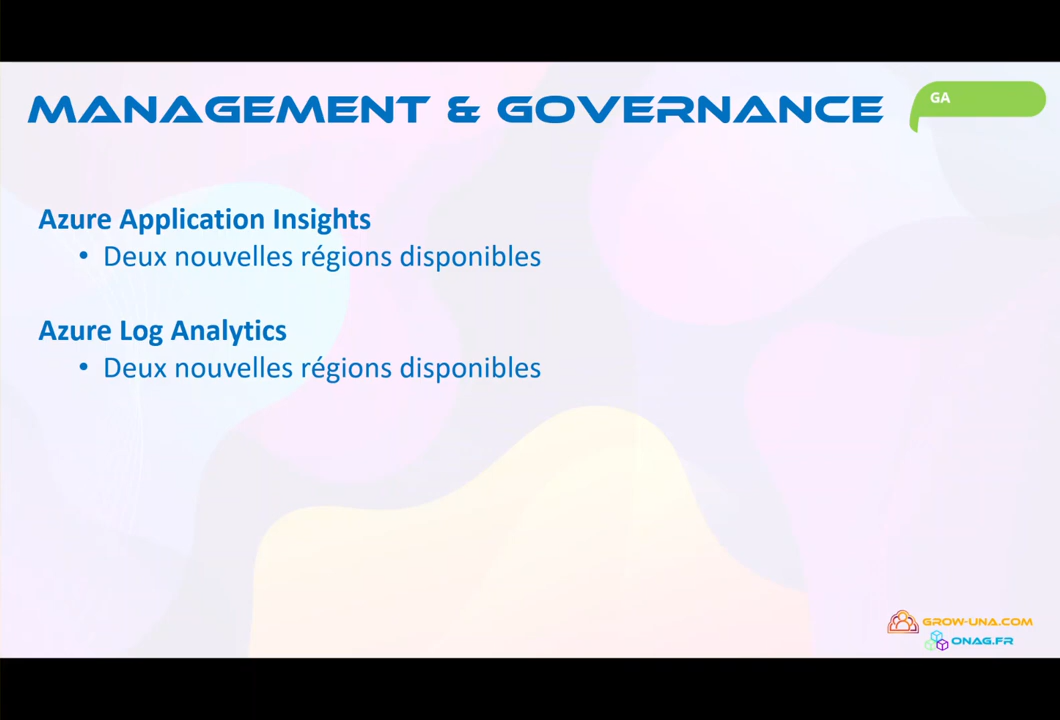 MANAGEMENT & GOVERNANCE
GA
Azure Application Insights
• Deux nouvelles régions disponibles
Azure Log Analytics
• Deux nouvelles régions disponibles
GROW-UNA.COM
ONAG.FR